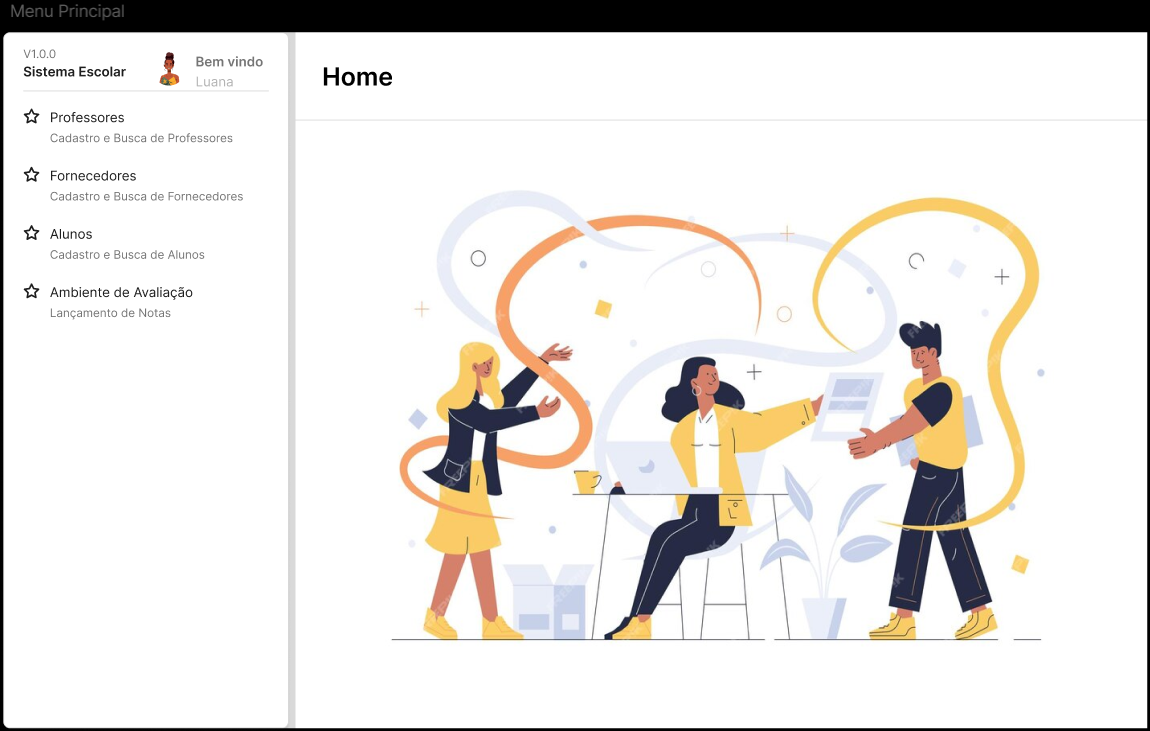 Menu Principal
V1.0.0
Sistema Escolar
Bem vindo
Luana
Professores
Cadastro e Busca de Professores
Fornecedores
Cadastro e Busca de Fornecedores
Alunos
Cadastro e Busca de Alunos
Ambiente de Avaliação
Lançamento de Notas
Home